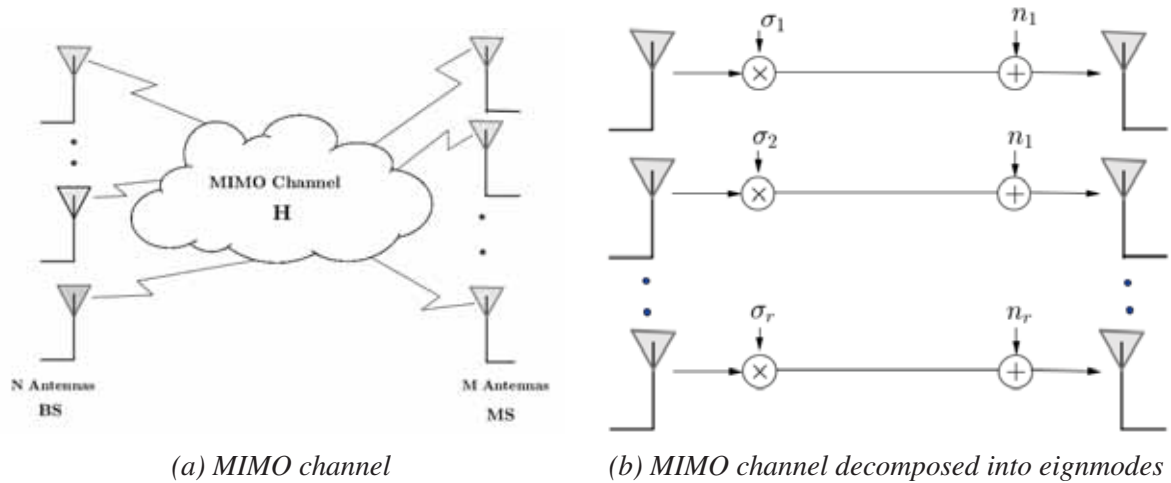 MIMO Channel
H
N Antennas
BS
M Antennas
MS
(a) MIMO channel
σ1
n1
σ2
n1
σr
nr
(b) MIMO channel decomposed into eignmodes